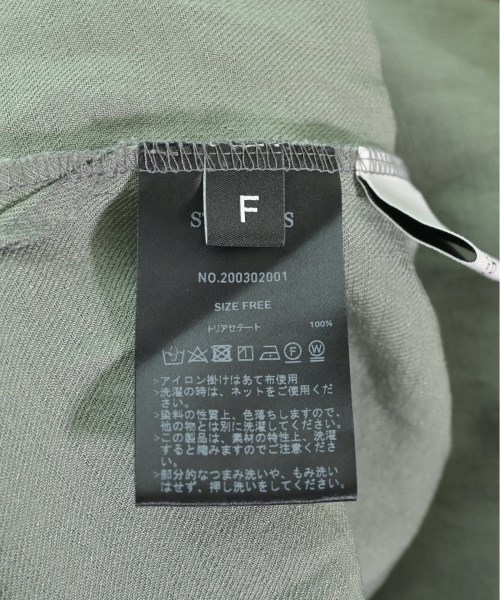 F
NO.200302001
SIZE FREE
トリアセテート 100%
>アイロン掛けはあて布使用
>洗濯の時は、ネットをご使用くだ
さい。
>染料の性質上、色落ちしますので、
他の物とは別に洗濯してください。
>この製品は、素材の特性上、洗濯
すると縮みますのでご注意くださ
い。
>部分的なつまみ洗いや、もみ洗い
はせず、押し洗いをしてください。